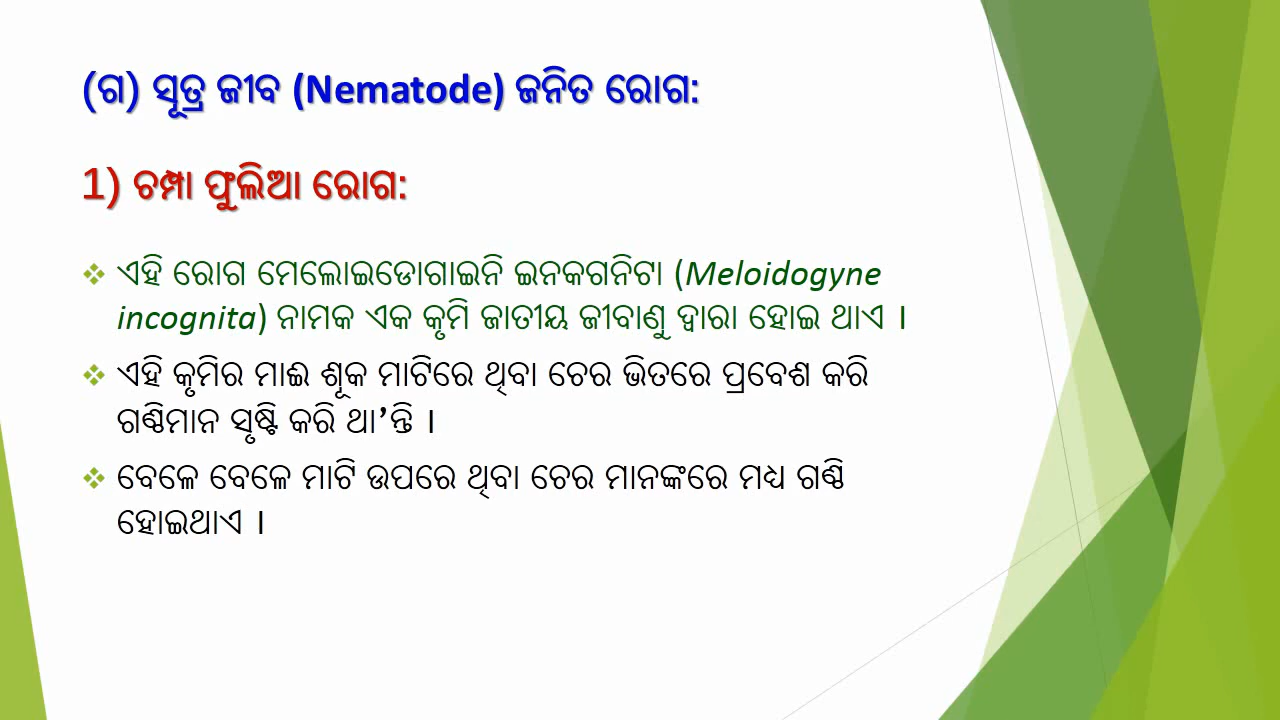 (ଗ) ସୂତ୍ର ଜୀବ (Nematode) ଜନିତ ରୋଗ:
1) ଚମ୍ପା ଫୁଲିଆ ରୋଗ:
❖ ଏହି ରୋଗ ମେଲୋଇଡୋଗାଇନି ଇନକଗନିଟା (Meloidogyne
incognita) ନାମକ ଏକ କୃମି ଜାତୀୟ ଜୀବାଣୁ ଦ୍ୱାରା ହୋଇ ଥାଏ ।
❖ ଏହି କୃମିର ମାଈ ଶୂକ ମାଟିରେ ଥିବା ଚେର ଭିତରେ ପ୍ରବେଶ କରି
ଗଣ୍ଠିମାନ ସୃଷ୍ଟି କରି ଥା’ନ୍ତି ।
❖ ବେଳେ ବେଳେ ମାଟି ଉପରେ ଥିବା ଚେର ମାନଙ୍କରେ ମଧ୍ୟ ଗଣ୍ଠି
ହୋଇଥାଏ ।